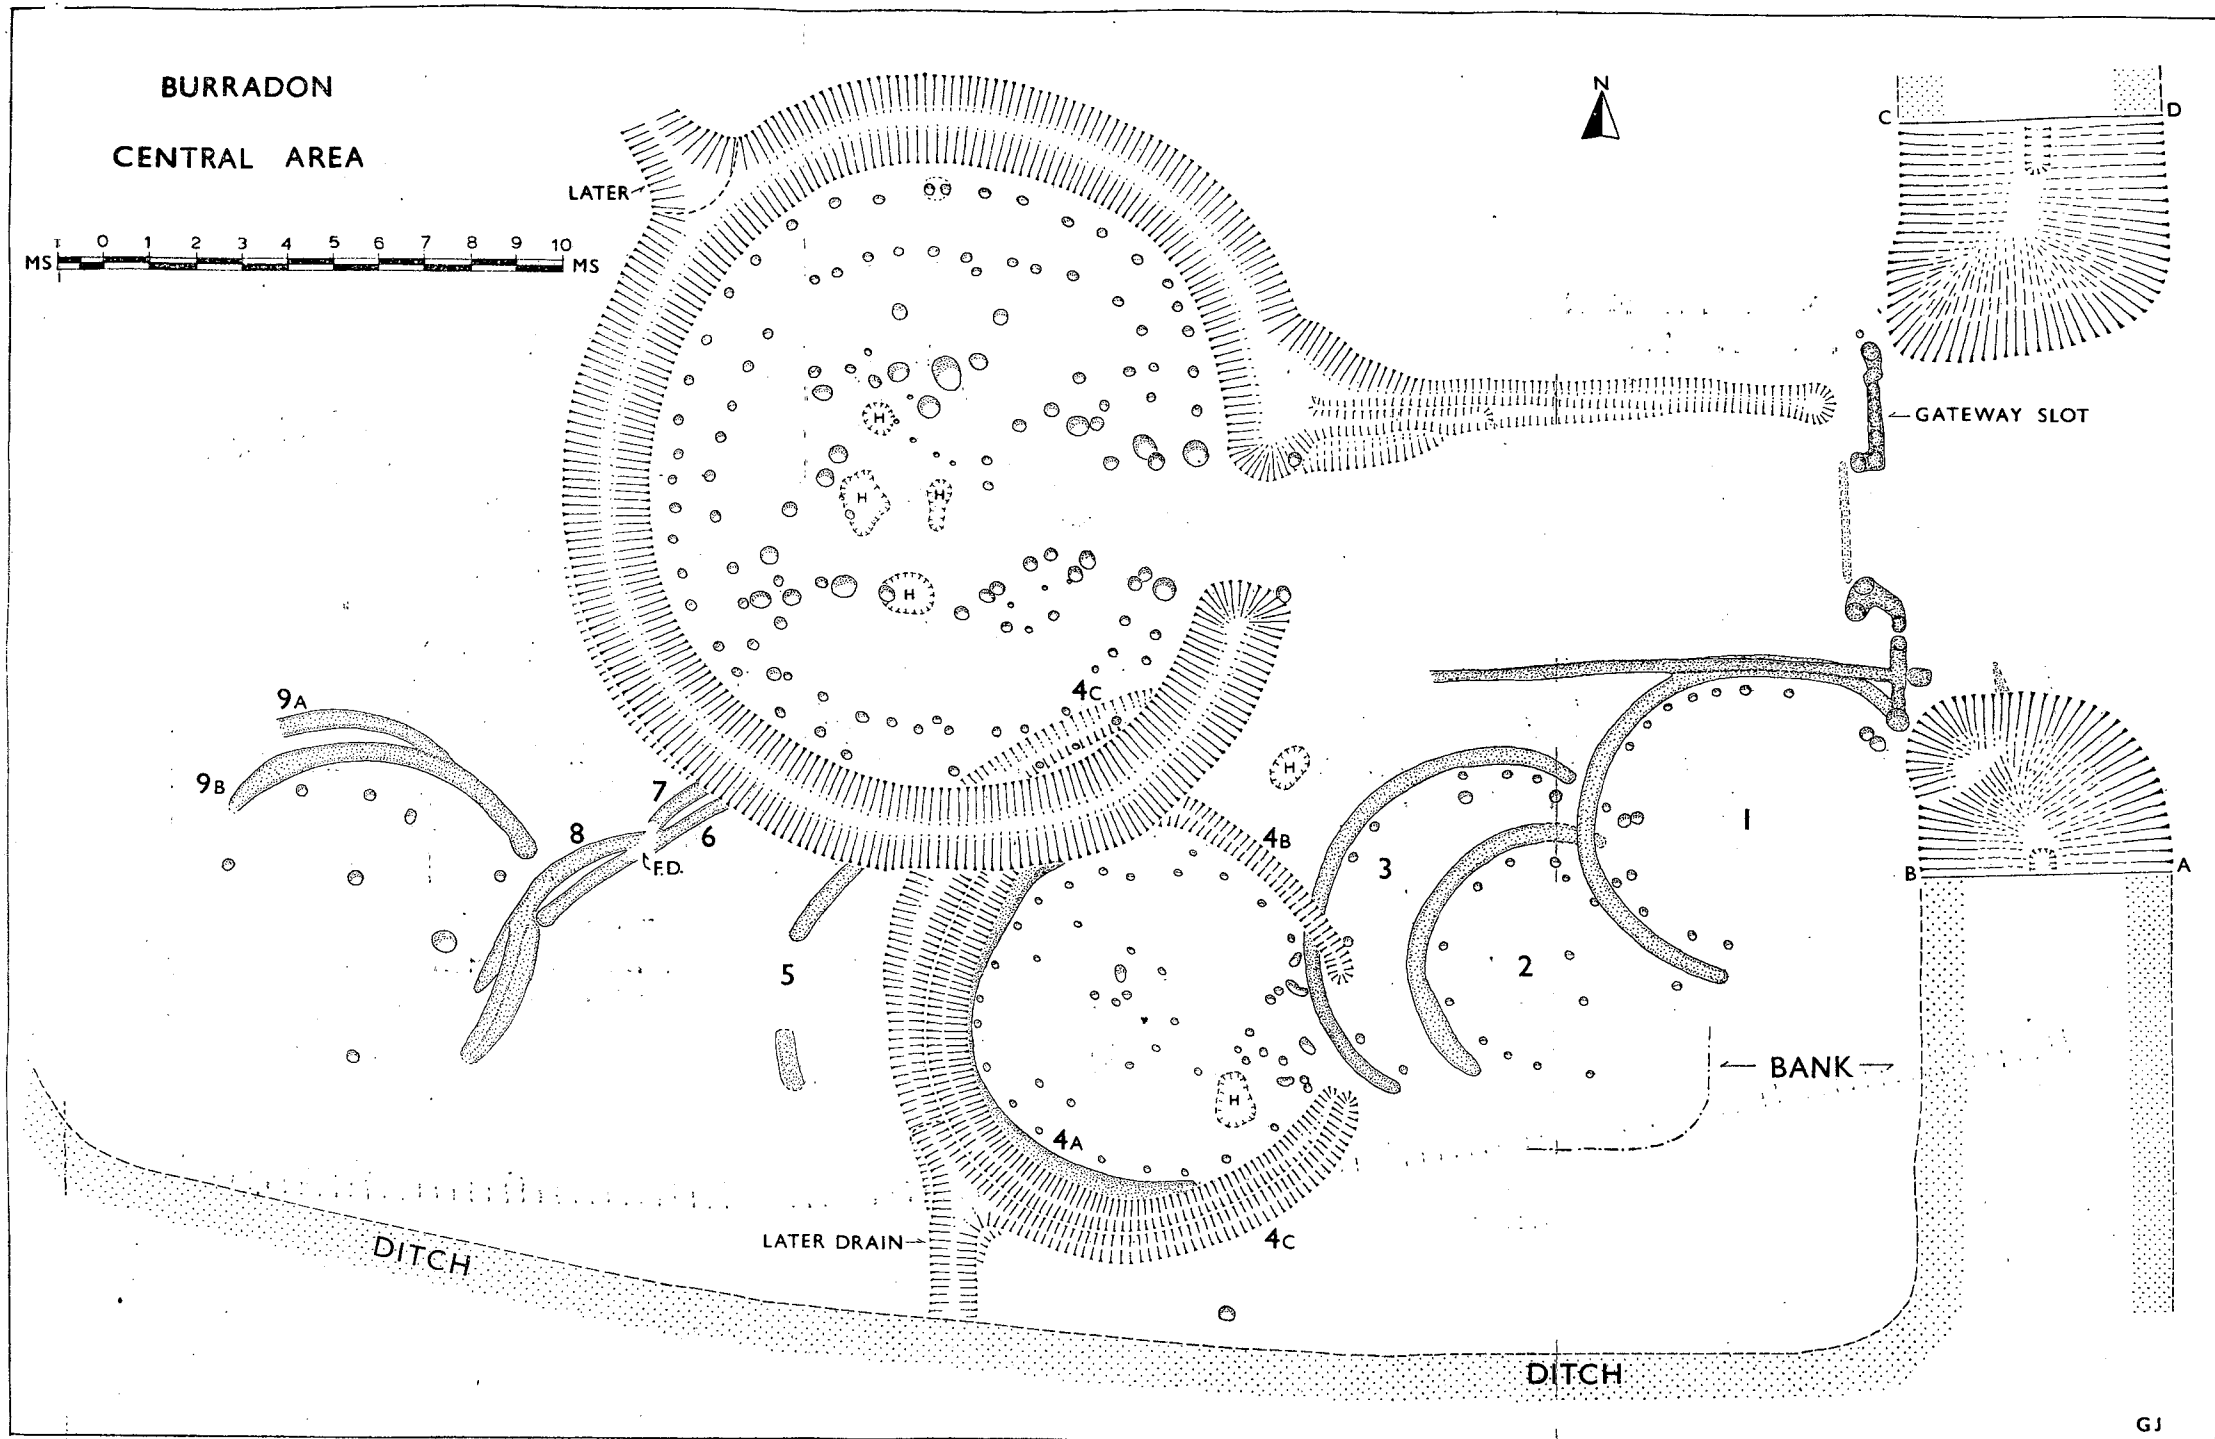 BURRADON
CENTRAL AREA
N
C
D
LATER
1 0 1 2 3 4 5 6 7 8 9 10
MS
MS
GATEWAY SLOT
H
H
H
H
4C
9A
H
9B
7
8
6
4B
1
F.D.
3
B
A
5
2
BANK
H
4A
LATER DRAIN
4C
DITCH
DITCH
GJ